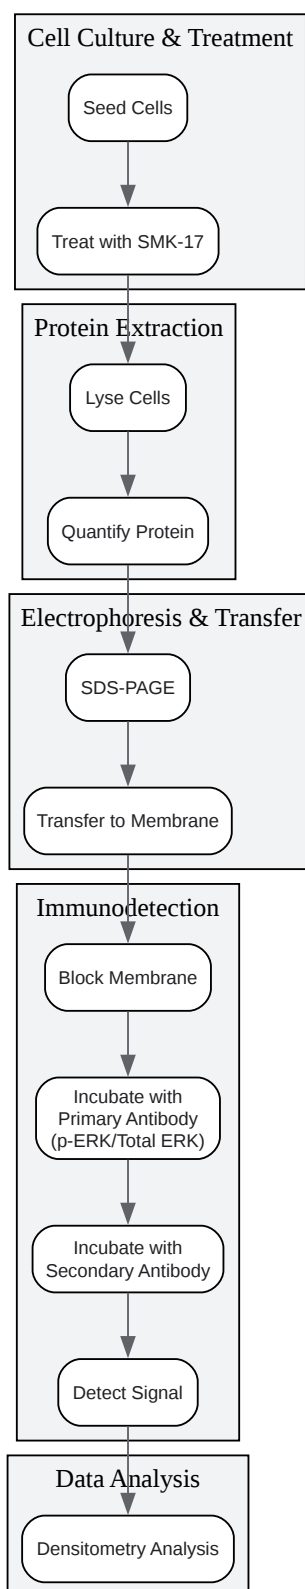 Cell Culture & Treatment
Seed Cells
Treat with SMK-17
Protein Extraction
Lyse Cells
Quantify Protein
Electrophoresis & Transfer
SDS-PAGE
Transfer to Membrane
Immunodetection
Block Membrane
Incubate with
Primary Antibody
(p-ERK/Total ERK)
Incubate with
Secondary Antibody
Detect Signal
Data Analysis
Densitometry Analysis